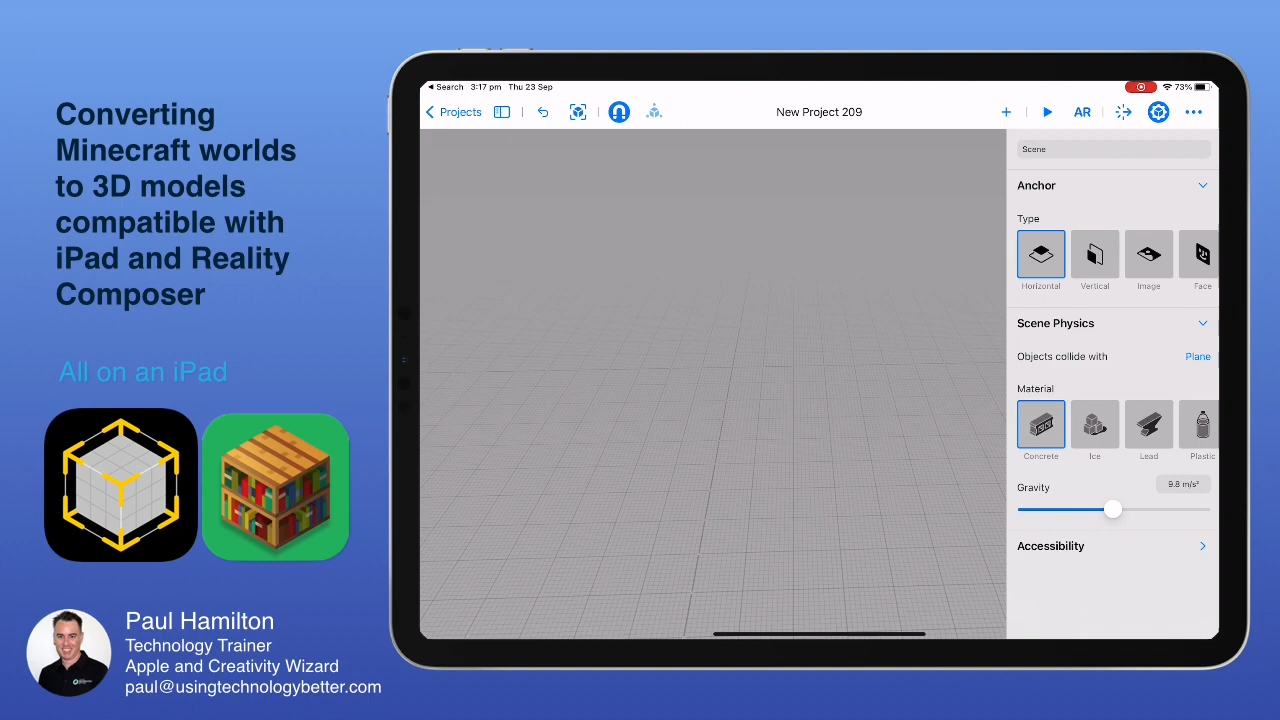 Converting
Minecraft worlds
to 3D models
compatible with
iPad and Reality
Composer
All on an iPad
Paul Hamilton
Technology Trainer
Apple and Creativity Wizard
paul@usingtechnologybetter.com
Search 3:17 pm Thu 23 Sep 73%
Projects New Project 209 AR
Scene
Anchor
Type
Horizontal Vertical Image Face
Scene Physics
Objects collide with Plane
Material
Concrete Ice Lead Plastic
Gravity 9.8 m/s²
Accessibility